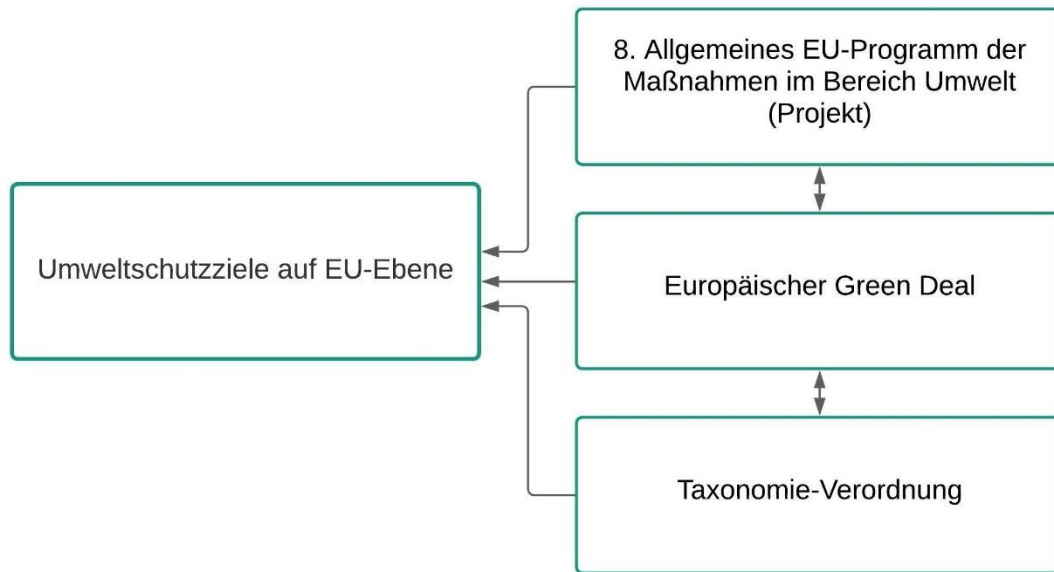 8. Allgemeines EU-Programm der
Maßnahmen im Bereich Umwelt
(Projekt)
Umweltschutzziele auf EU-Ebene
Europäischer Green Deal
Taxonomie-Verordnung